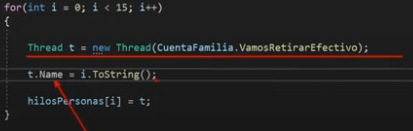 for(int i = 0; i < 15; i++)
{
Thread t = new Thread(CuentaFamilia.VamosRetirarEfectivo);
t.Name = i.ToString();
hilosPersonas[i] = t;
}